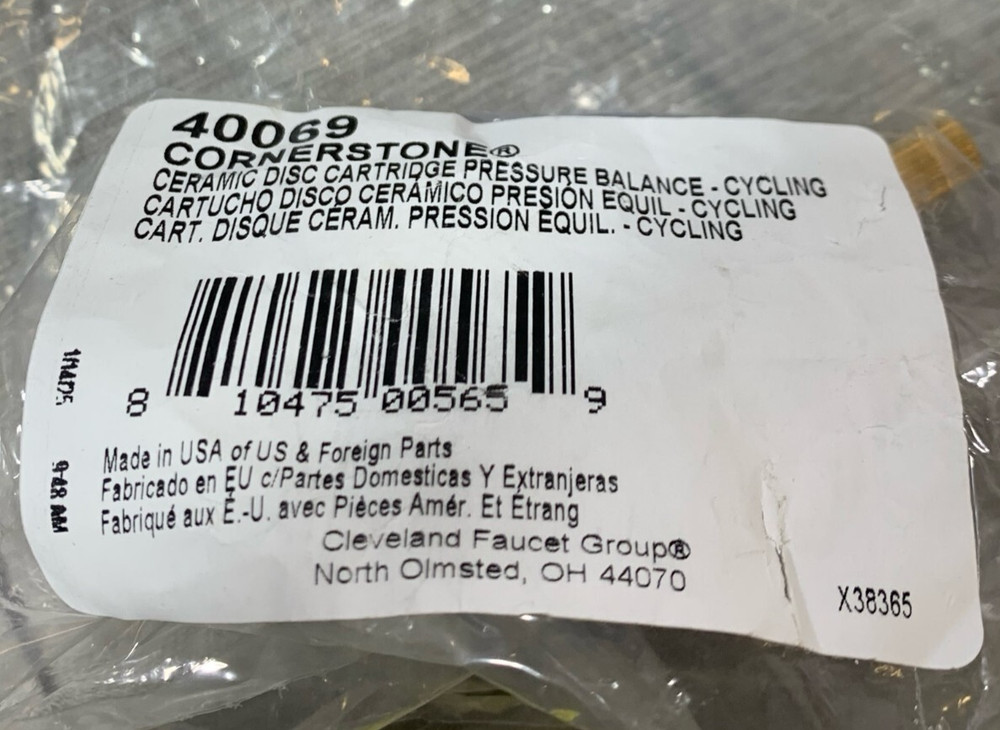 40069
CORNERSTONE®
CERAMIC DISC CARTRIDGE PRESSURE BALANCE - CYCLING
CARTUCHO DISCO CERÁMICO PRESIÓN EQUIL - CYCLING
CART. DISQUE CÉRAM. PRESSION ÉQUIL. - CYCLING
8 10475 00565 9
Made in USA of US & Foreign Parts
Fabricado en EU c/Partes Domesticas Y Extranjeras
Fabriqué aux É.-U. avec Pièces Amér. Et Étrang
Cleveland Faucet Group®
North Olmsted, OH 44070
X38365
9:48 AM